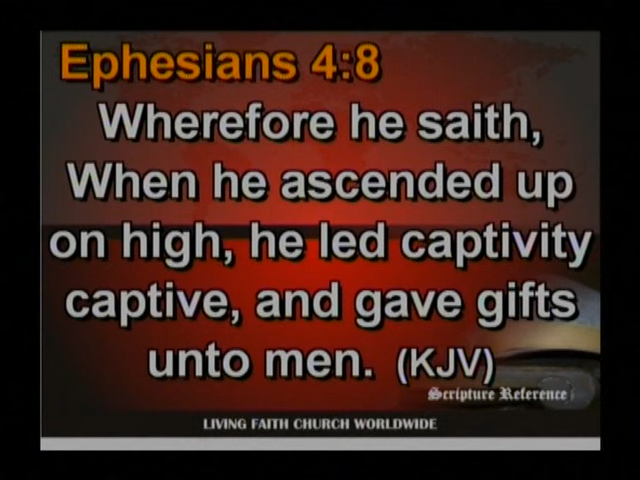 Ephesians 4:8
Wherefore he saith,
When he ascended up
on high, he led captivity
captive, and gave gifts
unto men. (KJV)
Scripture Reference
LIVING FAITH CHURCH WORLDWIDE